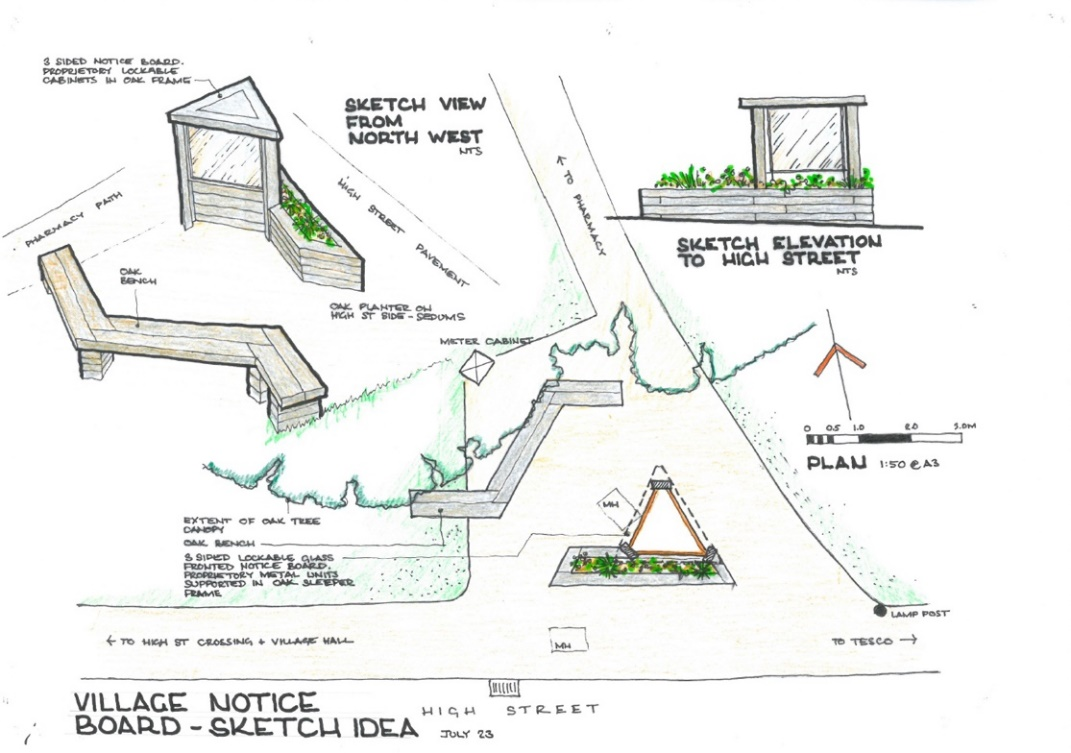 3 SIDED NOTICE BOARD.
PROPRIETORY LOCKABLE
CABINETS IN OAK FRAME
SKETCH VIEW
FROM
NORTH WEST
NTS
PHARMACY PATH
HIGH STREET PAVEMENT
OAK
BENCH
OAK PLANTER ON
HIGH ST SIDE - SEDUMS
← TO PHARMACY
SKETCH ELEVATION
TO HIGH STREET
NTS
METER CABINET
0 0.5 1.0 2.0 3.0M
PLAN 1:50 @ A3
MH
EXTENT OF OAK TREE
CANOPY
OAK BENCH
3 SIDED LOCKABLE GLASS
FRONTED NOTICE BOARD.
PROPRIETORY METAL UNITS
SUPPORTED IN OAK SLEEPER
FRAME
LAMP POST
← TO HIGH ST CROSSING + VILLAGE HALL
MH
TO TESCO →
VILLAGE NOTICE
BOARD - SKETCH IDEA
JULY 23
HIGH STREET